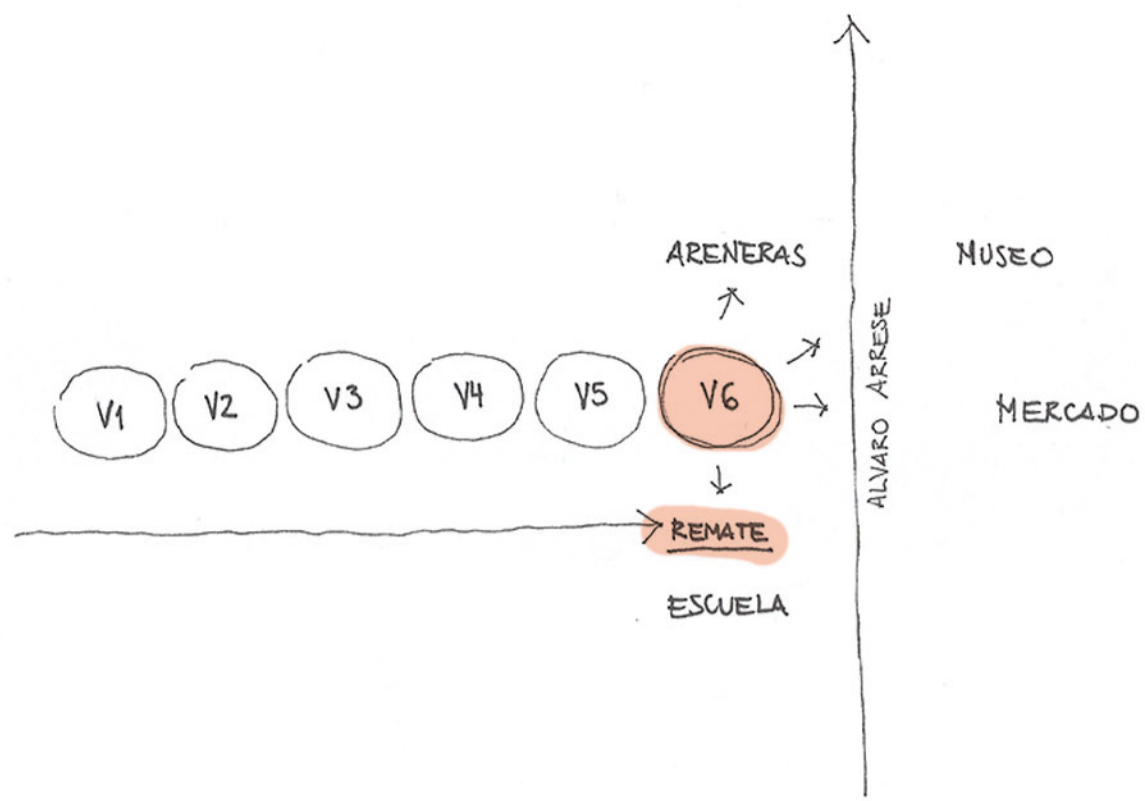 ARENERAS
MUSEO
V1
V2
V3
V4
V5
V6
MERCADO
ALVARO ARRESE
REMATE
ESCUELA